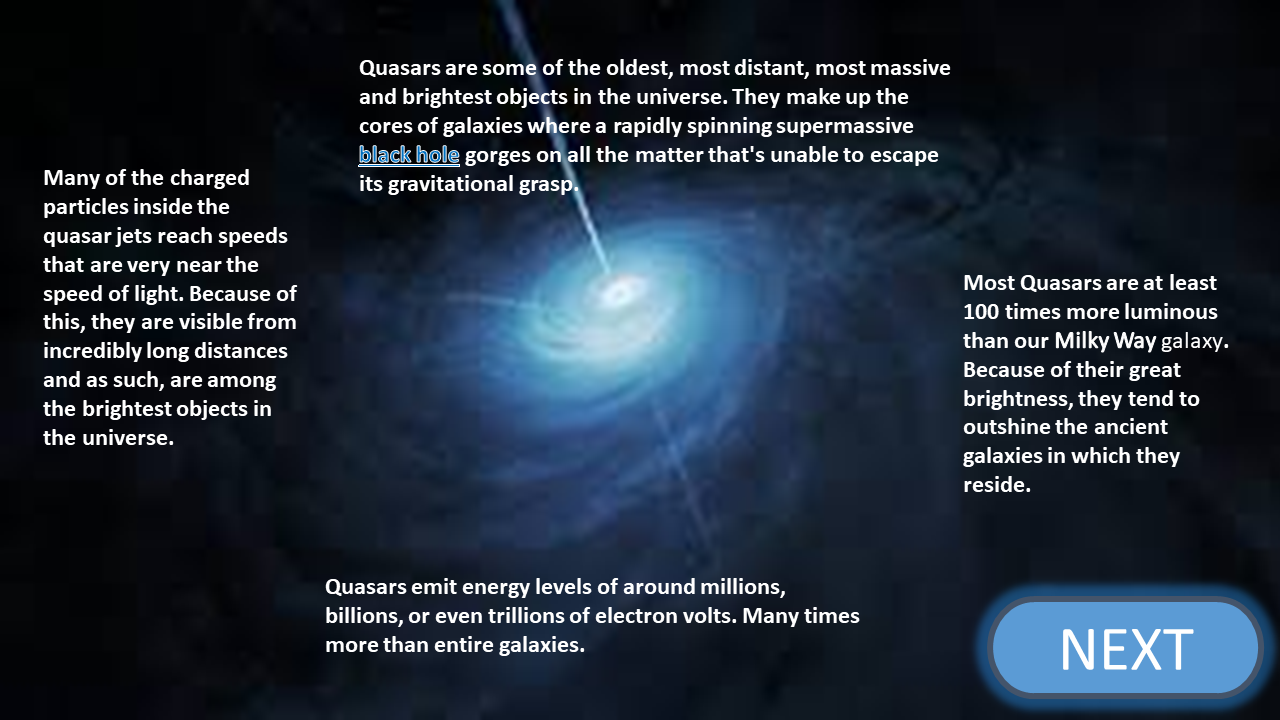 Quasars are some of the oldest, most distant, most massive
and brightest objects in the universe. They make up the
cores of galaxies where a rapidly spinning supermassive
black hole gorges on all the matter that's unable to escape
its gravitational grasp.
Many of the charged
particles inside the
quasar jets reach speeds
that are very near the
speed of light. Because of
this, they are visible from
incredibly long distances
and as such, are among
the brightest objects in
the universe.
Most Quasars are at least
100 times more luminous
than our Milky Way galaxy.
Because of their great
brightness, they tend to
outshine the ancient
galaxies in which they
reside.
Quasars emit energy levels of around millions,
billions, or even trillions of electron volts. Many times
more than entire galaxies.
NEXT